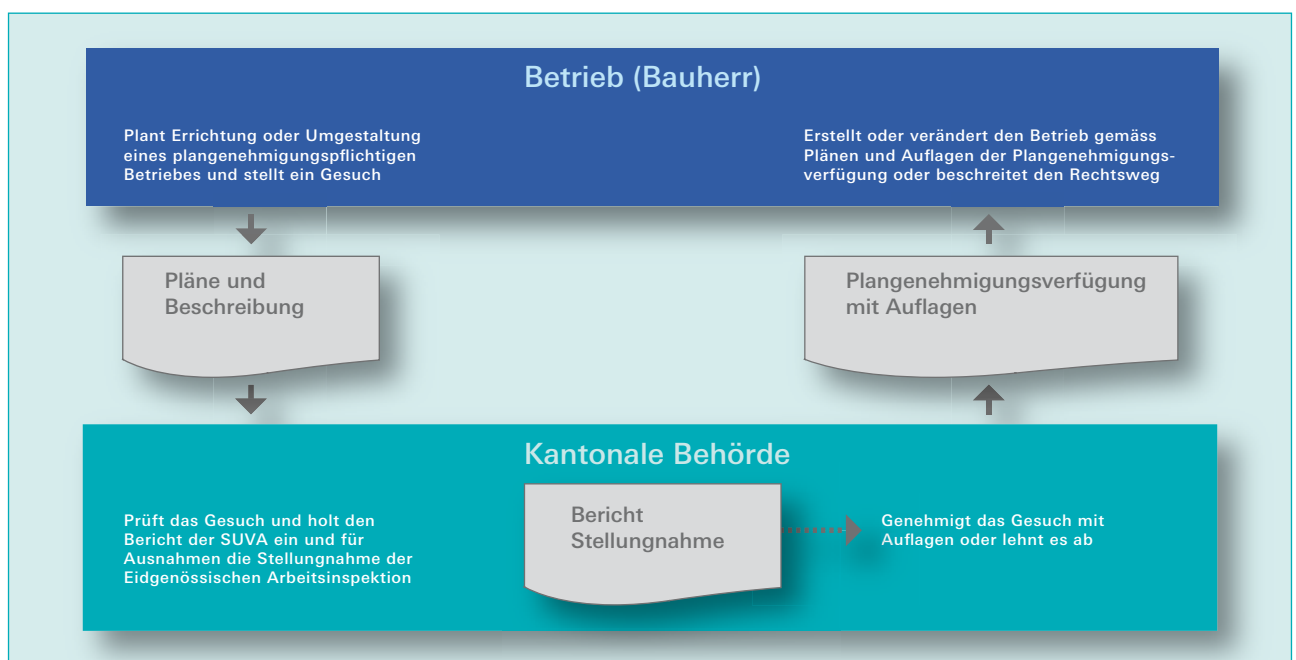 Betrieb (Bauherr)
Plant Errichtung oder Umgestaltung
eines plangenehmigungspflichtigen
Betriebes und stellt ein Gesuch
Erstellt oder verändert den Betrieb gemäss
Plänen und Auflagen der Plangenehmigungs-
verfügung oder beschreitet den Rechtsweg
Pläne und
Beschreibung
Plangenehmigungsverfügung
mit Auflagen
Kantonale Behörde
Prüft das Gesuch und holt den
Bericht der SUVA ein und für
Ausnahmen die Stellungnahme der
Eidgenössischen Arbeitsinspektion
Bericht
Stellungnahme
Genehmigt das Gesuch mit
Auflagen oder lehnt es ab